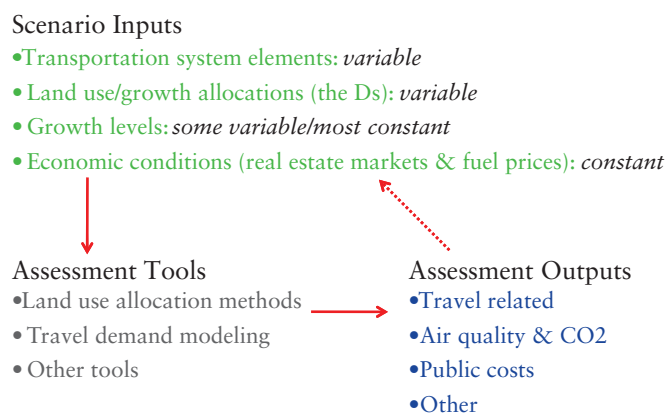 Scenario Inputs
•Transportation system elements: variable
• Land use/growth allocations (the Ds): variable
• Growth levels: some variable/most constant
• Economic conditions (real estate markets & fuel prices): constant
Assessment Tools
•Land use allocation methods
• Travel demand modeling
• Other tools
Assessment Outputs
•Travel related
•Air quality & CO2
•Public costs
•Other